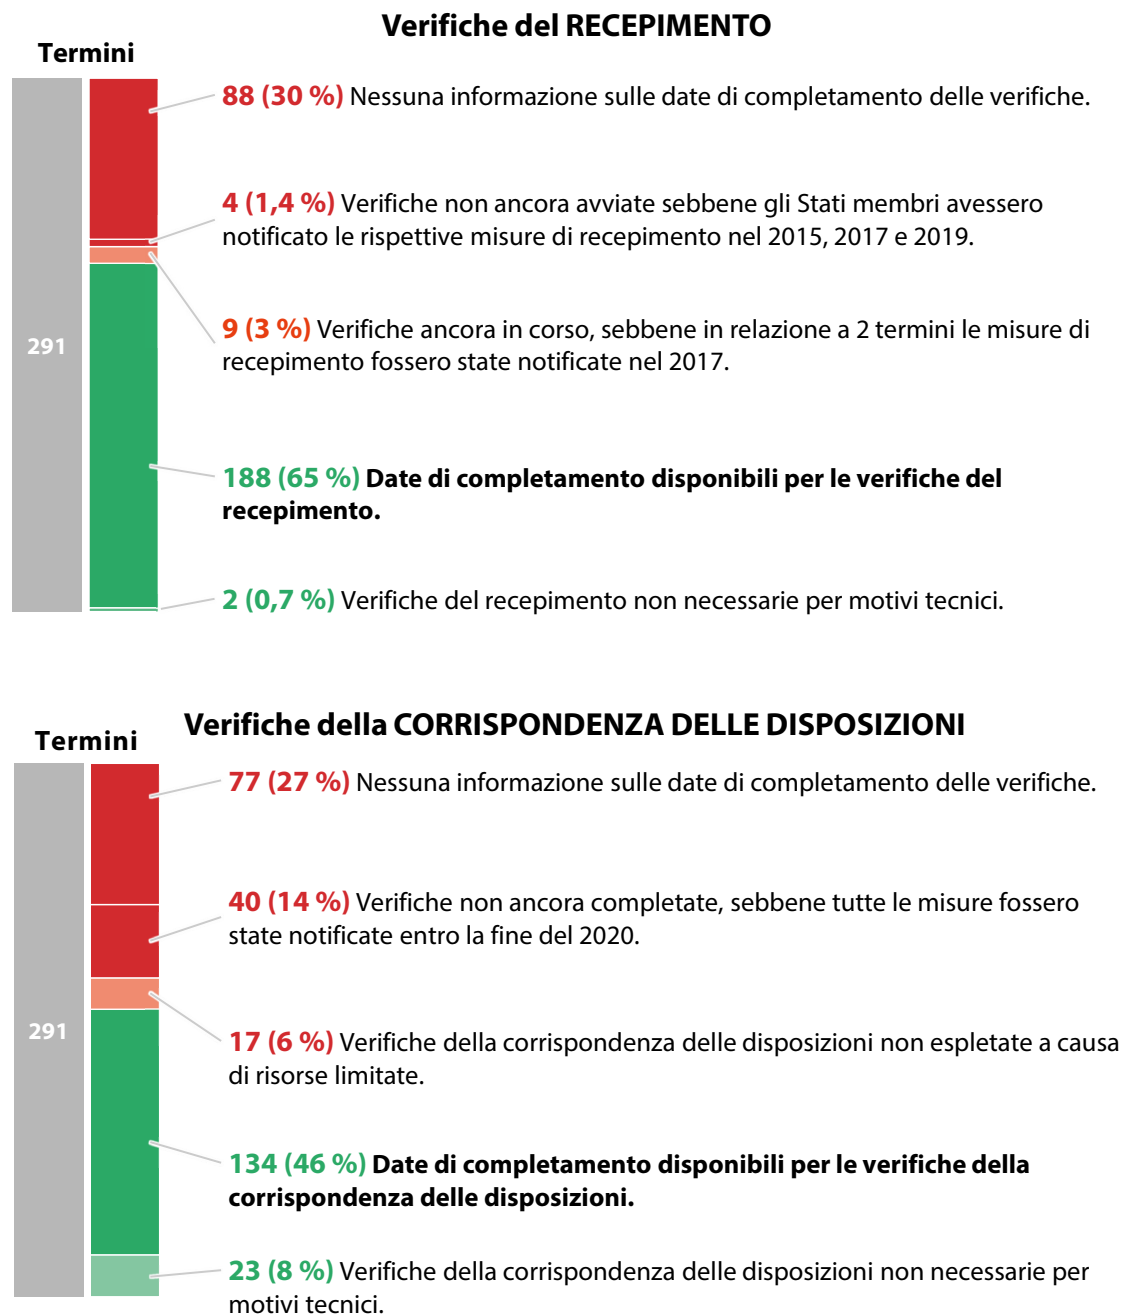 Verifiche del RECEPIMENTO
Termini
291
88 (30 %) Nessuna informazione sulle date di completamento delle verifiche.
4 (1,4 %) Verifiche non ancora avviate sebbene gli Stati membri avessero
notificato le rispettive misure di recepimento nel 2015, 2017 e 2019.
9 (3 %) Verifiche ancora in corso, sebbene in relazione a 2 termini le misure di
recepimento fossero state notificate nel 2017.
188 (65 %) Date di completamento disponibili per le verifiche del
recepimento.
2 (0,7 %) Verifiche del recepimento non necessarie per motivi tecnici.
Verifiche della CORRISPONDENZA DELLE DISPOSIZIONI
Termini
291
77 (27 %) Nessuna informazione sulle date di completamento delle verifiche.
40 (14 %) Verifiche non ancora completate, sebbene tutte le misure fossero
state notificate entro la fine del 2020.
17 (6 %) Verifiche della corrispondenza delle disposizioni non espletate a causa
di risorse limitate.
134 (46 %) Date di completamento disponibili per le verifiche della
corrispondenza delle disposizioni.
23 (8 %) Verifiche della corrispondenza delle disposizioni non necessarie per
motivi tecnici.